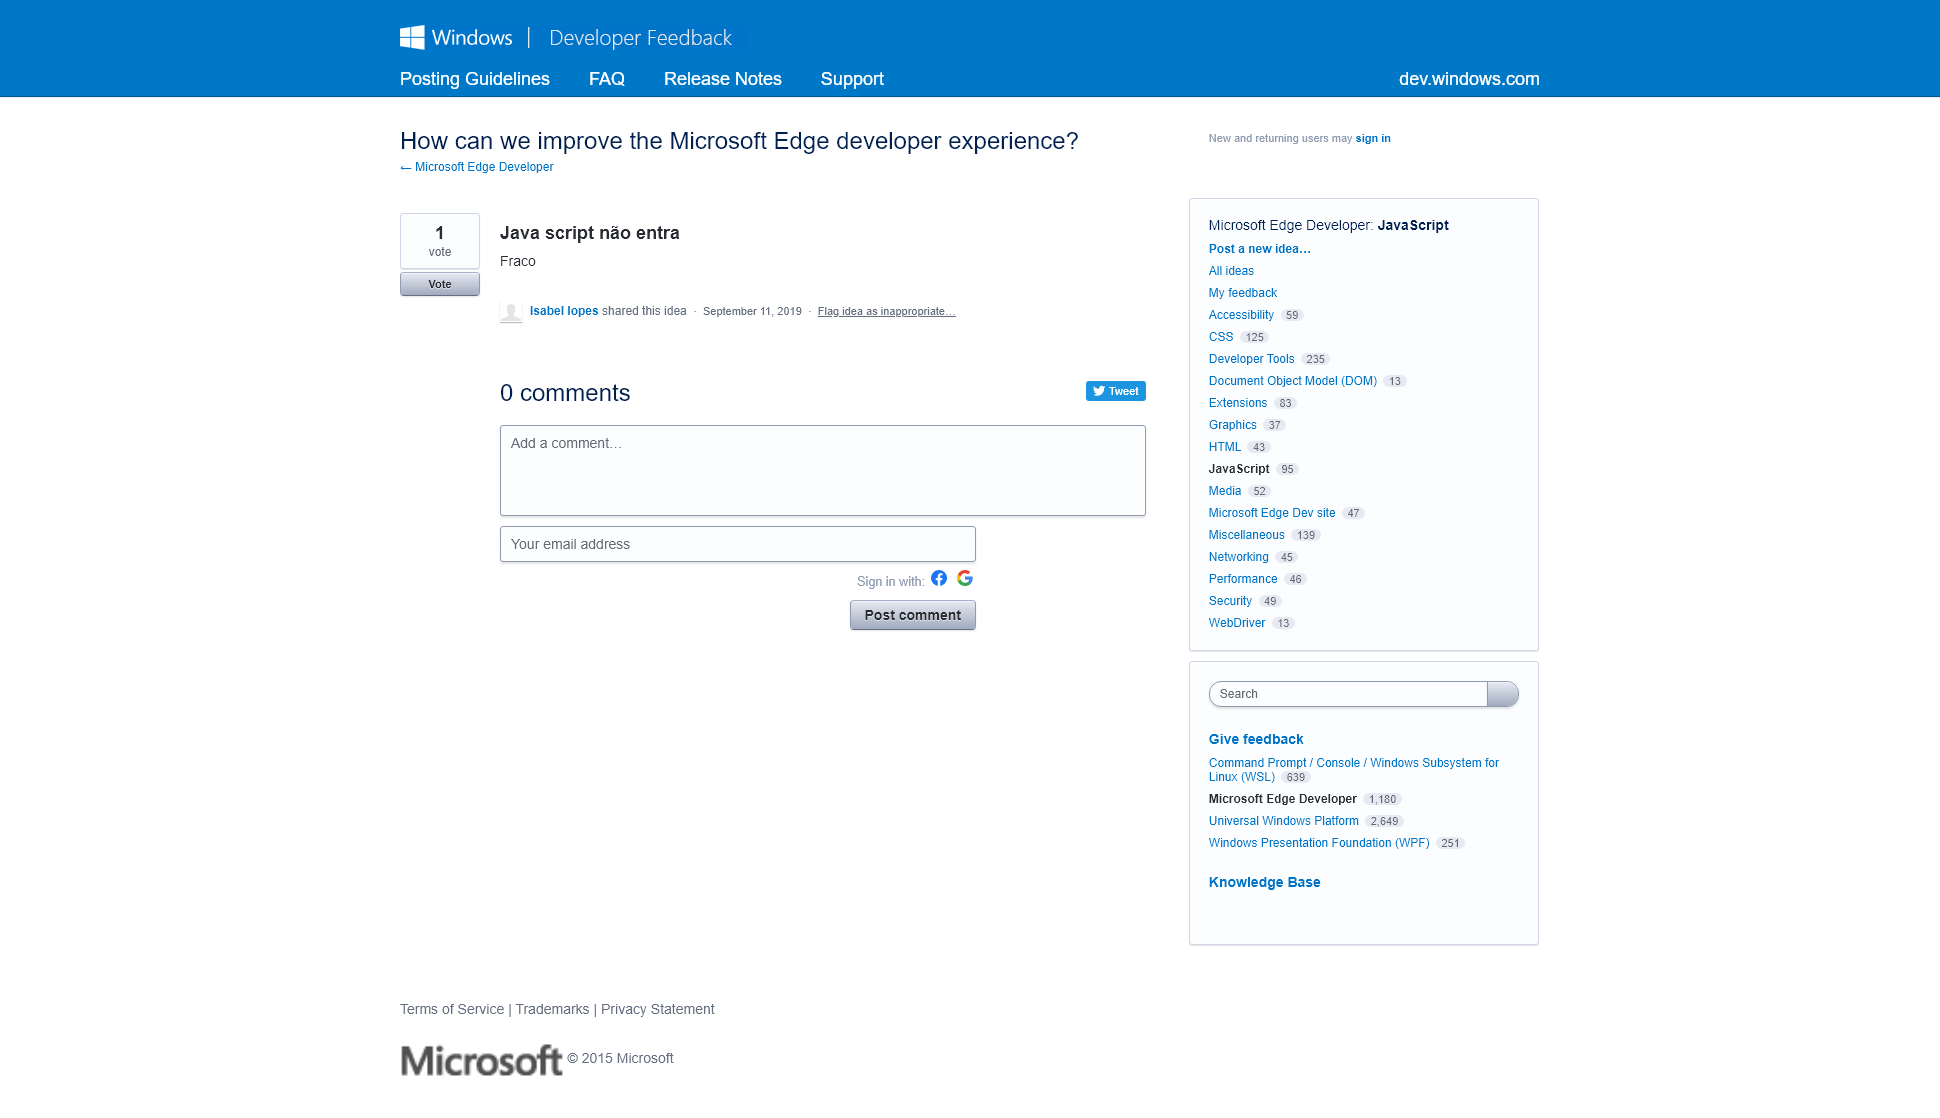 Windows | Developer Feedback
Posting Guidelines FAQ Release Notes Support dev.windows.com
How can we improve the Microsoft Edge developer experience?
← Microsoft Edge Developer
New and returning users may sign in
1
vote
Vote
Java script não entra
Fraco
Isabel lopes shared this idea · September 11, 2019 · Flag idea as inappropriate…
0 comments
Tweet
Add a comment…
Your email address
Sign in with:
Post comment
Microsoft Edge Developer: JavaScript
Post a new idea…
All ideas
My feedback
Accessibility 59
CSS 125
Developer Tools 235
Document Object Model (DOM) 13
Extensions 83
Graphics 37
HTML 43
JavaScript 95
Media 52
Microsoft Edge Dev site 47
Miscellaneous 139
Networking 45
Performance 46
Security 49
WebDriver 13
Search
Give feedback
Command Prompt / Console / Windows Subsystem for
Linux (WSL) 639
Microsoft Edge Developer 1,180
Universal Windows Platform 2,649
Windows Presentation Foundation (WPF) 251
Knowledge Base
Terms of Service | Trademarks | Privacy Statement
Microsoft © 2015 Microsoft